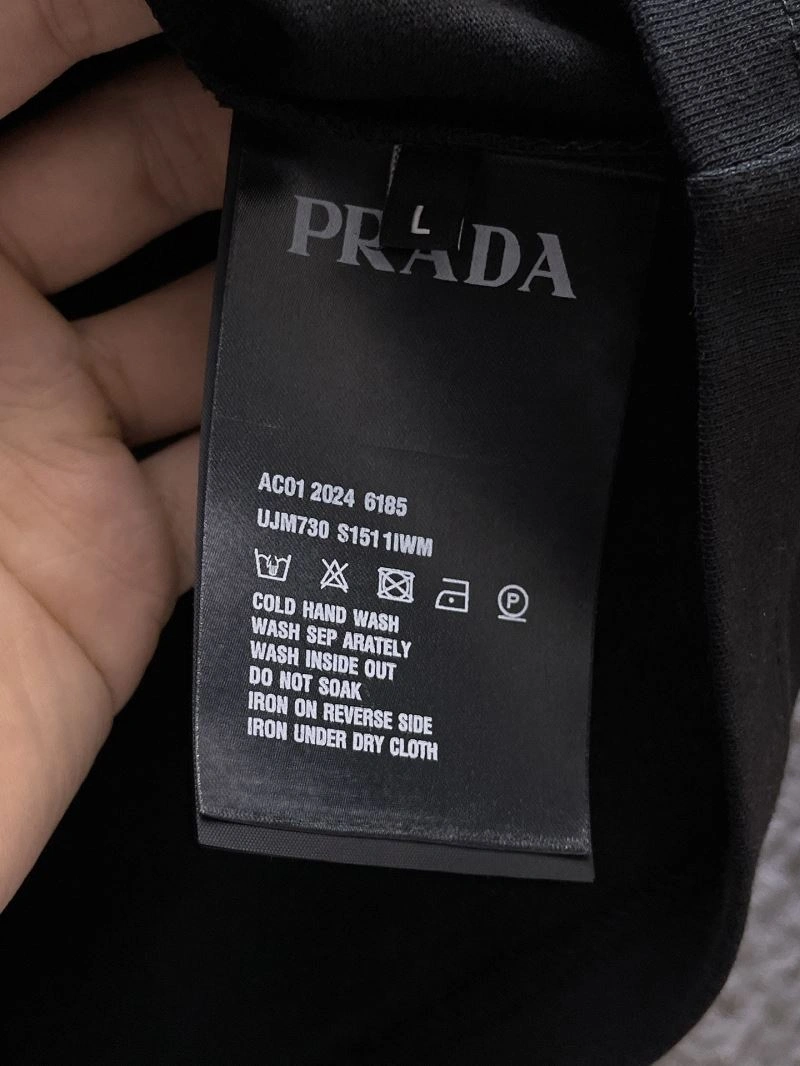 L
PRADA
AC01 2024 6185
UJM730 S151 1IWM
P
COLD HAND WASH
WASH SEP ARATELY
WASH INSIDE OUT
DO NOT SOAK
IRON ON REVERSE SIDE
IRON UNDER DRY CLOTH